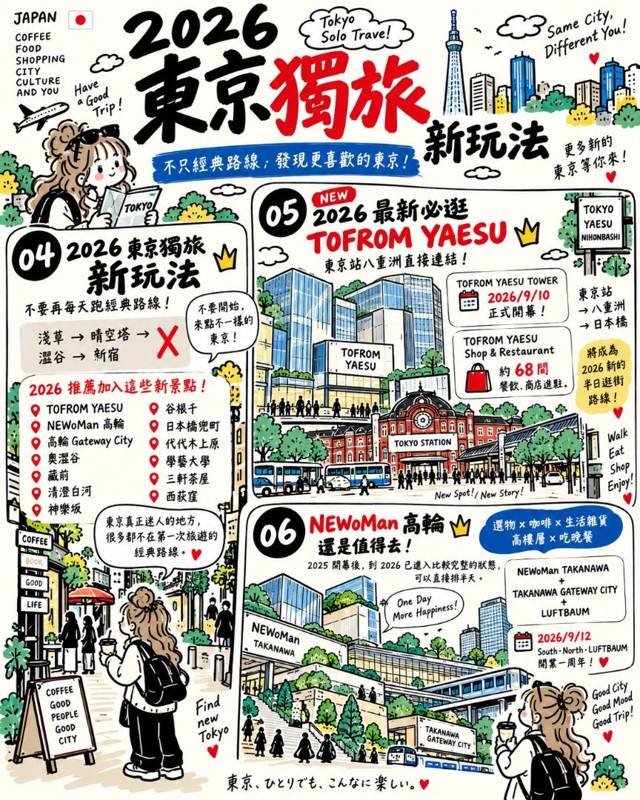 JAPAN
COFFEE
FOOD
SHOPPING
CITY
CULTURE
AND YOU
Have
a Good
Trip!
2026
東京獨旅
新玩法
Tokyo
Solo Travel!
Same City,
Different You!
不只經典路線；發現更喜歡的東京！
更多新的
東京等你來！
TOKYO
04
2026 東京獨旅
新玩法
不要再每天跑經典路線！
淺草 → 晴空塔 →
澀谷 → 新宿
不要開始，
來點不一樣的
東京！
2026 推薦加入這些新景點！
TOFROM YAESU
NEWoMan 高輪
高輪 Gateway City
奧澀谷
藏前
清澄白河
神樂坂
谷根千
日本橋兜町
代代木上原
學藝大學
三軒茶屋
西荻窪
東京真正迷人的地方，
很多都不在第一次旅遊的
經典路線。
COFFEE
BOOK
GOOD
LIFE
COFFEE
GOOD
PEOPLE
GOOD
CITY
Find
new
Tokyo
05
NEW
2026 最新必逛
TOFROM YAESU
東京站八重洲直接連結！
TOKYO
YAESU
NIHONBASHI
TOFROM YAESU TOWER
2026/9/10
正式開幕！
TOFROM YAESU
Shop & Restaurant
約 68 間
餐飲、商店進駐。
東京站
→ 八重洲
→ 日本橋
將成為
2026 新的
半日逛街
路線！
TOFROM
YAESU
TOKYO STATION
Walk
Eat
Shop
Enjoy!
New Spot! / New Story!
06
NEWoMan 高輪
還是值得去！
2025 開幕後，到 2026 已進入比較完整的狀態，
可以直接排半天。
選物 × 咖啡 × 生活雜貨
高樓層 × 吃晚餐
One Day
More Happiness!
NEWoMan
TAKANAWA
NEWoMan TAKANAWA
+
TAKANAWA GATEWAY CITY
+
LUFTBAUM
2026/9/12
South・North・LUFTBAUM
開業一周年！
TAKANAWA
GATEWAY CITY
Good City
Good Mood
Good Trip!
東京、ひとりでも、こんなに楽しい。